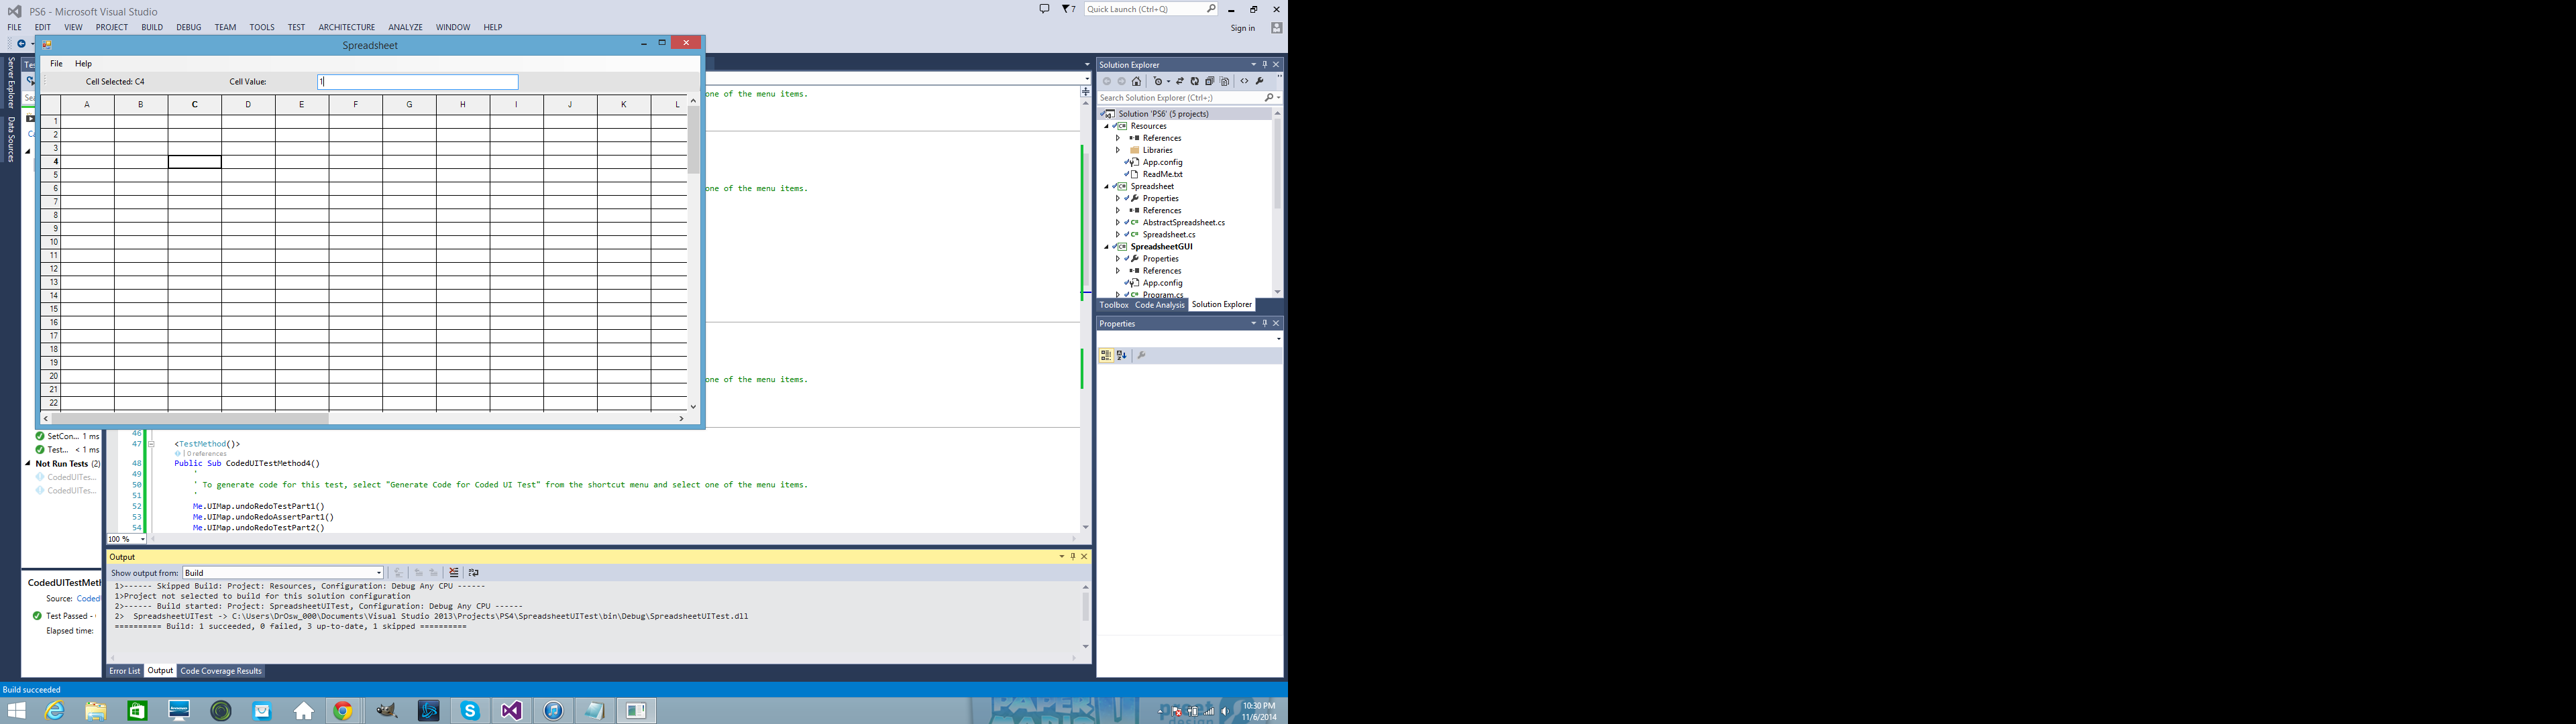 PS6 - Microsoft Visual Studio
7
Quick Launch (Ctrl+Q)
FILE EDIT VIEW PROJECT BUILD DEBUG TEAM TOOLS TEST ARCHITECTURE ANALYZE WINDOW HELP
Sign in
Spreadsheet
File Help
Cell Selected: C4 Cell Value: 1
A B C D E F G H I J K L
1
2
3
4
5
6
7
8
9
10
11
12
13
14
15
16
17
18
19
20
21
22
Server Explorer
Data Sources
one of the menu items.
one of the menu items.
one of the menu items.
SetCon... 1 ms
Test... < 1 ms
Not Run Tests (2)
CodedUITes...
CodedUITes...
46
47 <TestMethod()>
0 references
48 Public Sub CodedUITestMethod4()
49 '
50 ' To generate code for this test, select "Generate Code for Coded UI Test" from the shortcut menu and select one of the menu items.
51 '
52 Me.UIMap.undoRedoTestPart1()
53 Me.UIMap.undoRedoAssertPart1()
54 Me.UIMap.undoRedoTestPart2()
100 %
CodedUITestMeth
Source: Coded
Test Passed -
Elapsed time:
Output
Show output from: Build
1>------ Skipped Build: Project: Resources, Configuration: Debug Any CPU ------
1>Project not selected to build for this solution configuration
2>------ Build started: Project: SpreadsheetUITest, Configuration: Debug Any CPU ------
2>  SpreadsheetUITest -> C:\Users\DrOsw_000\Documents\Visual Studio 2013\Projects\PS4\SpreadsheetUITest\bin\Debug\SpreadsheetUITest.dll
========== Build: 1 succeeded, 0 failed, 3 up-to-date, 1 skipped ==========
Error List Output Code Coverage Results
Solution Explorer
Search Solution Explorer (Ctrl+;)
Solution 'PS6' (5 projects)
Resources
References
Libraries
App.config
ReadMe.txt
Spreadsheet
Properties
References
AbstractSpreadsheet.cs
Spreadsheet.cs
SpreadsheetGUI
Properties
References
App.config
Program.cs
Toolbox Code Analysis Solution Explorer
Properties
Build succeeded
PAPER
10:30 PM
11/6/2014